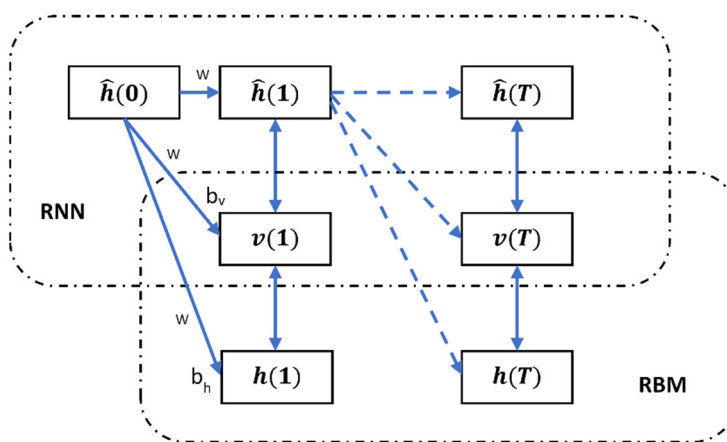 w
ĥ(0)
ĥ(1)
ĥ(T)
w
b_v
RNN
v(1)
v(T)
w
b_h
h(1)
h(T)
RBM